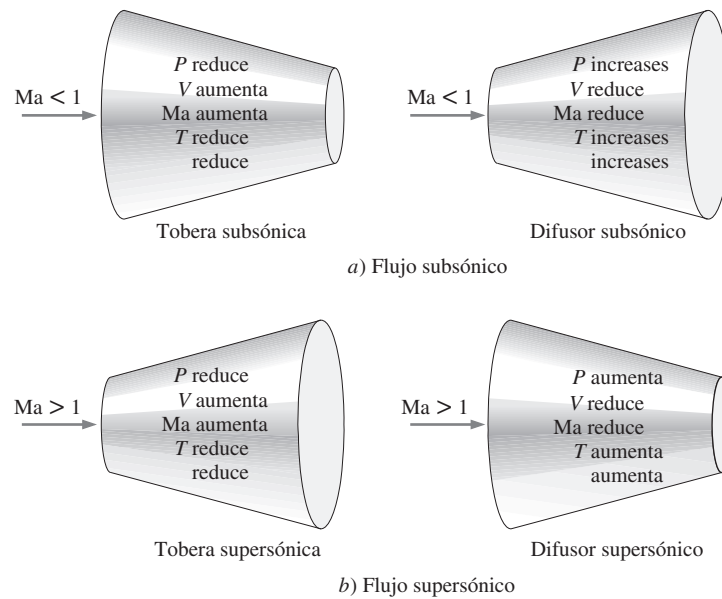 Ma < 1
P reduce
V aumenta
Ma aumenta
T reduce
reduce
Tobera subsónica
Ma < 1
P increases
V reduce
Ma reduce
T increases
increases
Difusor subsónico
a) Flujo subsónico
Ma > 1
P reduce
V aumenta
Ma aumenta
T reduce
reduce
Tobera supersónica
Ma > 1
P aumenta
V reduce
Ma reduce
T aumenta
aumenta
Difusor supersónico
b) Flujo supersónico